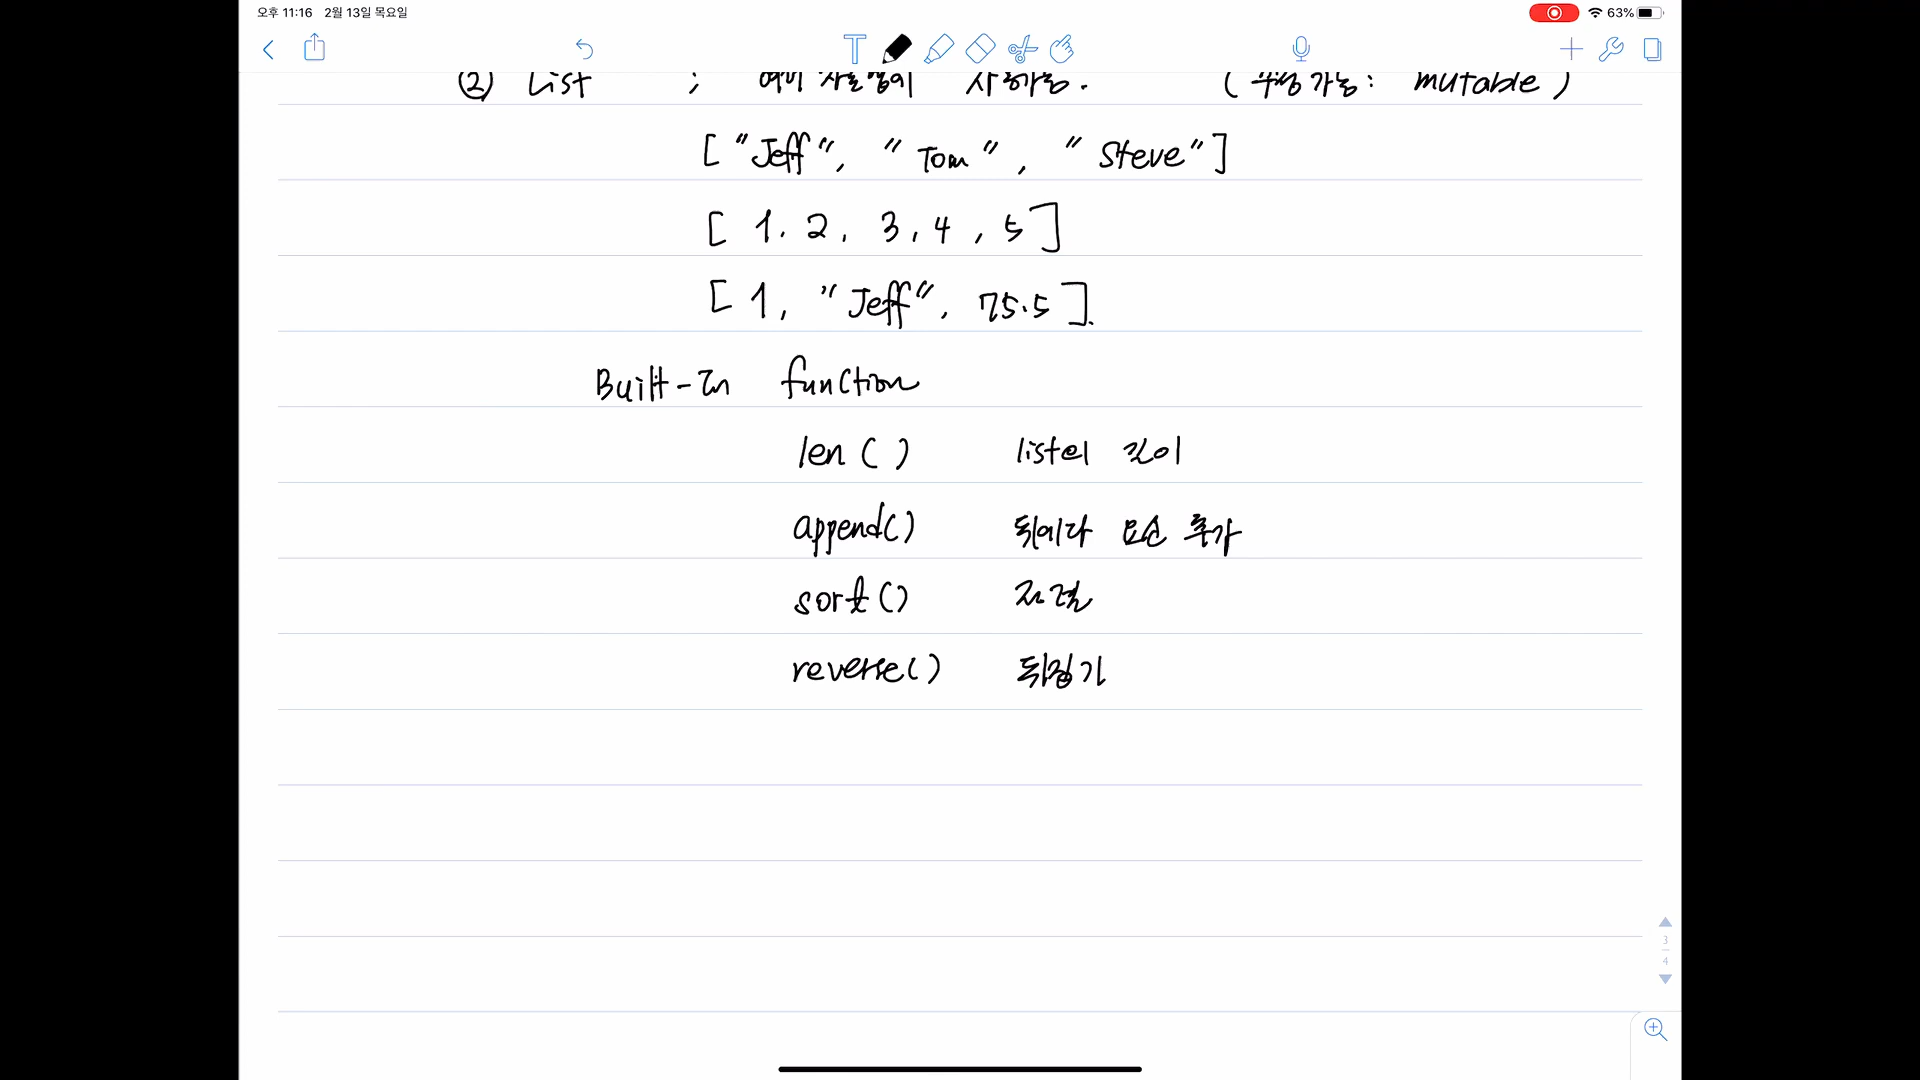 오후 11:16 2월 13일 목요일 63%
② List ; 여러 자료형이 사용가능. (수정가능: mutable)
["Jeff", "Tom", "Steve"]
[1, 2, 3, 4, 5]
[1, "Jeff", 75.5].
Built-In function
len() list의 길이
append() 뒤에다 요소 추가
sort() 정렬
reverse() 뒤집기
3
4